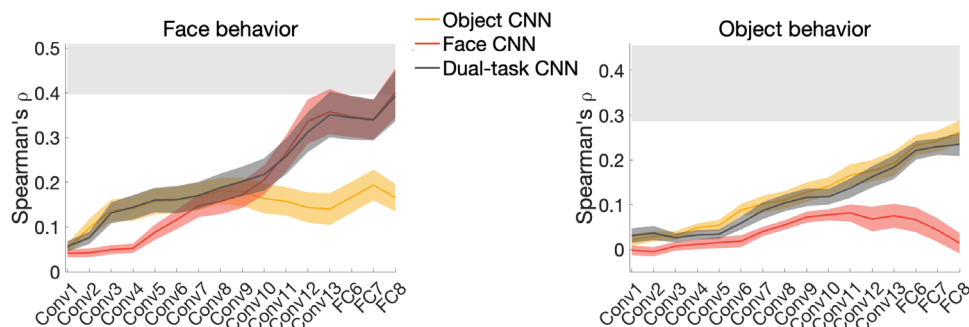 Face behavior
Object CNN
Face CNN
Dual-task CNN
Object behavior
Spearman's ρ
0.5
0.4
0.3
0.2
0.1
0
Conv1
Conv2
Conv3
Conv4
Conv5
Conv6
Conv7
Conv8
Conv9
Conv10
Conv11
Conv12
Conv13
FC6
FC7
FC8
Spearman's ρ
0.4
0.3
0.2
0.1
0
Conv1
Conv2
Conv3
Conv4
Conv5
Conv6
Conv7
Conv8
Conv9
Conv10
Conv11
Conv12
Conv13
FC6
FC7
FC8